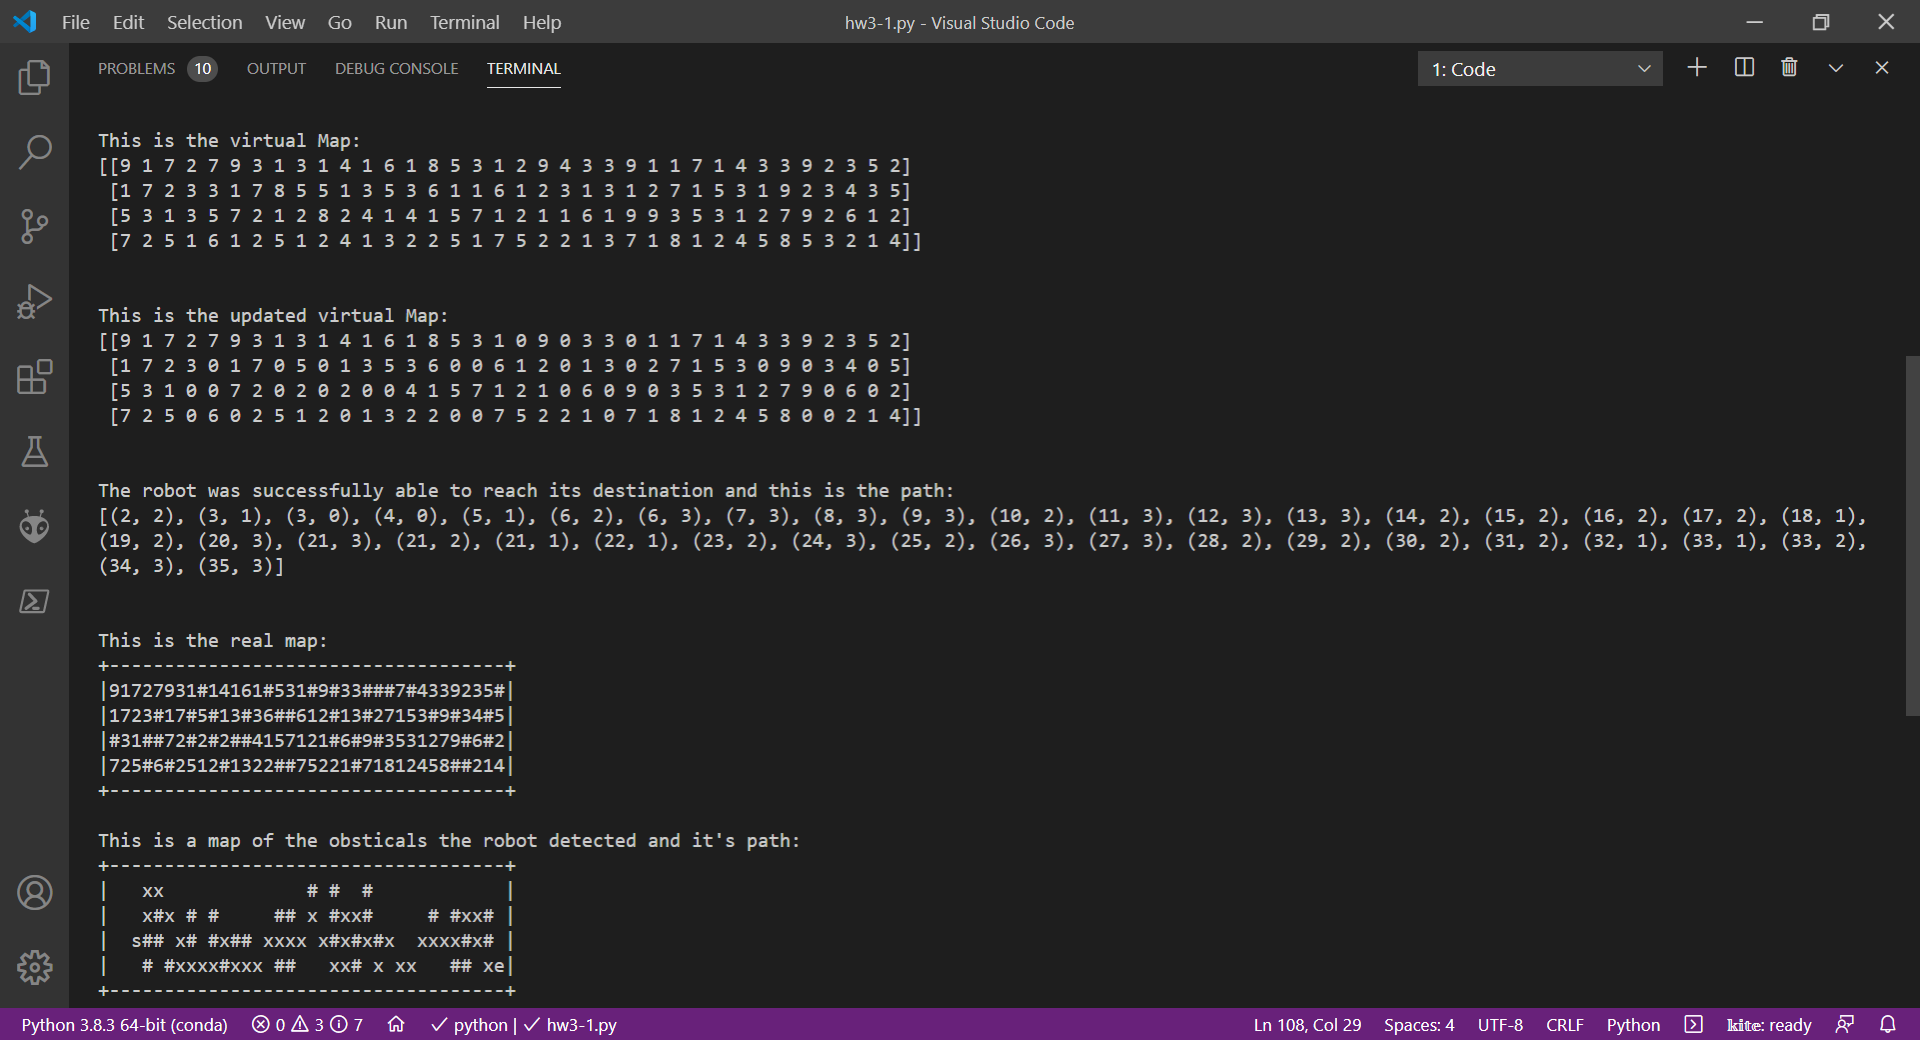 File Edit Selection View Go Run Terminal Help hw3-1.py - Visual Studio Code
PROBLEMS 10 OUTPUT DEBUG CONSOLE TERMINAL 1: Code
This is the virtual Map:
[[9 1 7 2 7 9 3 1 3 1 4 1 6 1 8 5 3 1 2 9 4 3 3 9 1 1 7 1 4 3 3 9 2 3 5 2]
 [1 7 2 3 3 1 7 8 5 5 1 3 5 3 6 1 1 6 1 2 3 1 3 1 2 7 1 5 3 1 9 2 3 4 3 5]
 [5 3 1 3 5 7 2 1 2 8 2 4 1 4 1 5 7 1 2 1 1 6 1 9 9 3 5 3 1 2 7 9 2 6 1 2]
 [7 2 5 1 6 1 2 5 1 2 4 1 3 2 2 5 1 7 5 2 2 1 3 7 1 8 1 2 4 5 8 5 3 2 1 4]]
This is the updated virtual Map:
[[9 1 7 2 7 9 3 1 3 1 4 1 6 1 8 5 3 1 0 9 0 3 3 0 1 1 7 1 4 3 3 9 2 3 5 2]
 [1 7 2 3 0 1 7 0 5 0 1 3 5 3 6 0 0 6 1 2 0 1 3 0 2 7 1 5 3 0 9 0 3 4 0 5]
 [5 3 1 0 0 7 2 0 2 0 2 0 0 4 1 5 7 1 2 1 0 6 0 9 0 3 5 3 1 2 7 9 0 6 0 2]
 [7 2 5 0 6 0 2 5 1 2 0 1 3 2 2 0 0 7 5 2 2 1 0 7 1 8 1 2 4 5 8 0 0 2 1 4]]
The robot was successfully able to reach its destination and this is the path:
[(2, 2), (3, 1), (3, 0), (4, 0), (5, 1), (6, 2), (6, 3), (7, 3), (8, 3), (9, 3), (10, 2), (11, 3), (12, 3), (13, 3), (14, 2), (15, 2), (16, 2), (17, 2), (18, 1),
(19, 2), (20, 3), (21, 3), (21, 2), (21, 1), (22, 1), (23, 2), (24, 3), (25, 2), (26, 3), (27, 3), (28, 2), (29, 2), (30, 2), (31, 2), (32, 1), (33, 1), (33, 2),
(34, 3), (35, 3)]
This is the real map:
+------------------------------------+
|91727931#14161#531#9#33###7#4339235#|
|1723#17#5#13#36##612#13#27153#9#34#5|
|#31##72#2#2##4157121#6#9#3531279#6#2|
|725#6#2512#1322##75221#71812458##214|
+------------------------------------+
This is a map of the obsticals the robot detected and it's path:
+------------------------------------+
|   xx             # #  #            |
|   x#x # #     ## x #xx#     # #xx# |
|  s## x# #x## xxxx x#x#x#x  xxxx#x# |
|   # #xxxx#xxx ##   xx# x xx   ## xe|
+------------------------------------+
Python 3.8.3 64-bit (conda) 0 3 7 python | hw3-1.py Ln 108, Col 29 Spaces: 4 UTF-8 CRLF Python kite: ready